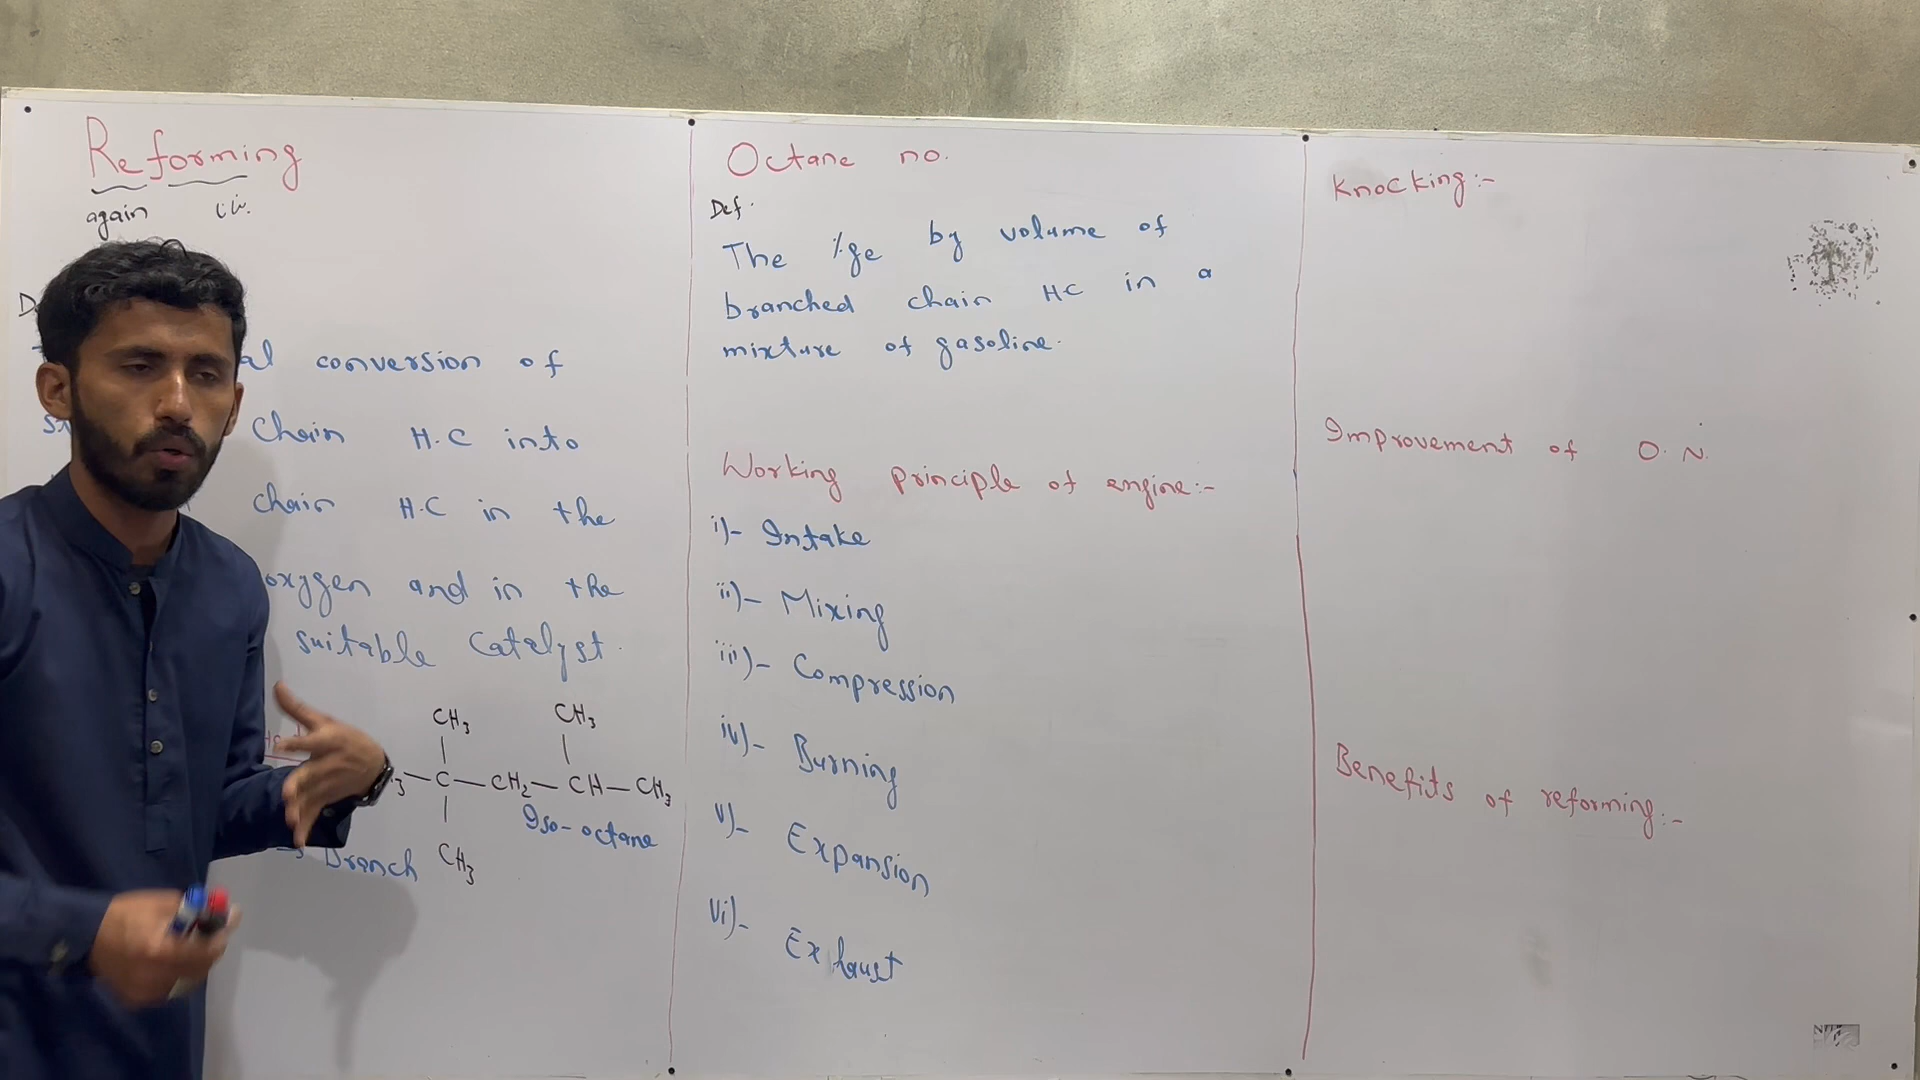 Reforming
again
al conversion of
chain H.C into
chain H.C in the
oxygen and in the
suitable catalyst.
CH3 CH3
3—C—CH2—CH—CH3
Iso-octane
Branch CH3
Octane no.
Def.
The %ge by volume of
branched chain HC in a
mixture of gasoline.
Working principle of engine:-
i)- Intake
ii)- Mixing
iii)- Compression
iv)- Burning
v)- Expansion
vi)- Exhaust
Knocking:-
Improvement of O.N.
Benefits of reforming:-